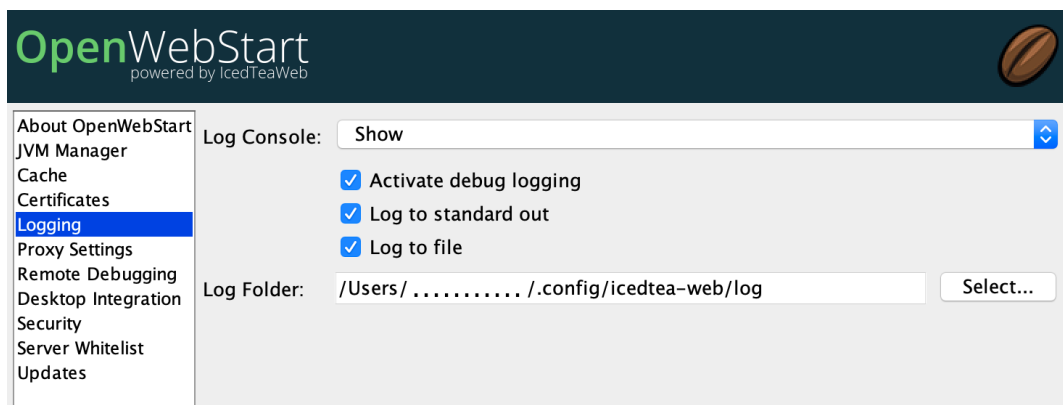 OpenWebStart
powered by IcedTeaWeb
About OpenWebStart
JVM Manager
Cache
Certificates
Logging
Proxy Settings
Remote Debugging
Desktop Integration
Security
Server Whitelist
Updates
Log Console: Show
Activate debug logging
Log to standard out
Log to file
Log Folder: /Users/ ........... /.config/icedtea-web/log Select...